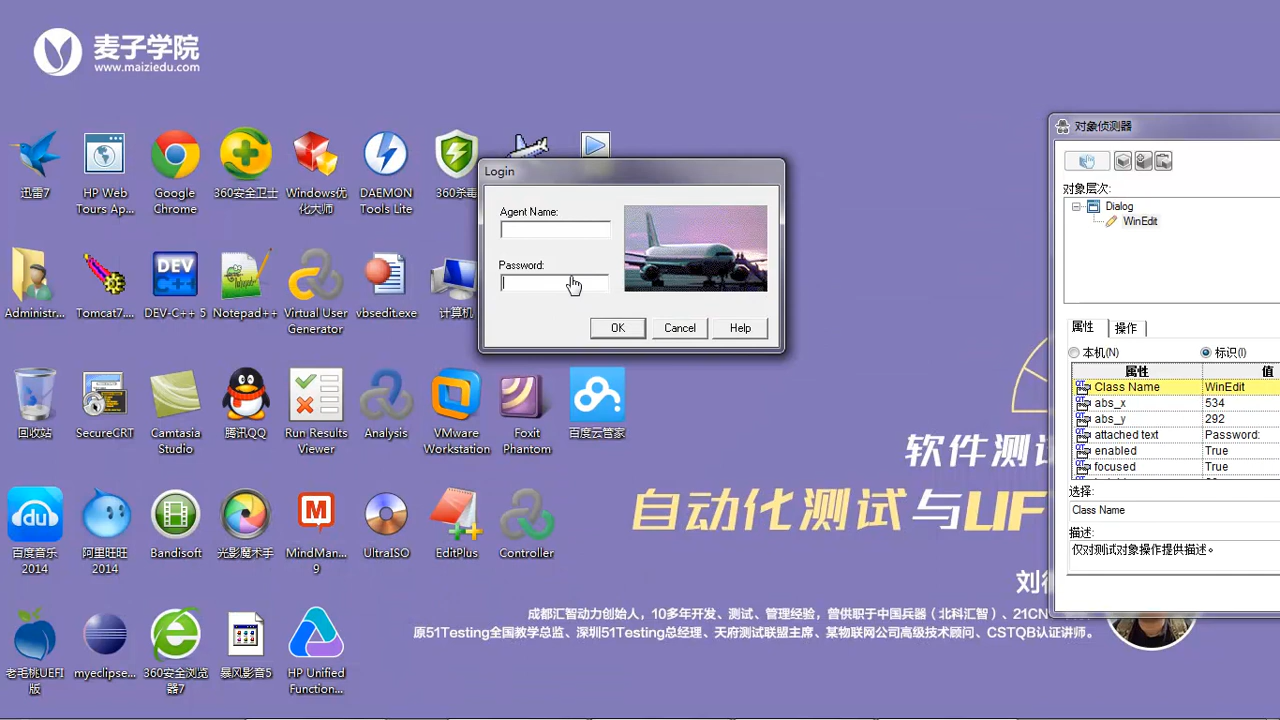 麦子学院
www.maiziedu.com
迅雷7
HP Web
Tours Ap...
Google
Chrome
360安全卫士
Windows优
化大师
DAEMON
Tools Lite
360杀毒
Login
Agent Name:
Password:
OK
Cancel
Help
对象侦测器
对象层次:
Dialog
WinEdit
属性
操作
本机(N)
标识(I)
属性
值
Class Name
WinEdit
abs_x
534
abs_y
292
attached text
Password:
enabled
True
focused
True
选择:
Class Name
描述:
仅对测试对象操作提供描述。
Administr...
Tomcat7....
DEV
C++
DEV-C++ 5
Notepad++
Virtual User
Generator
vbsedit.exe
计算机
回收站
SecureCRT
Camtasia
Studio
腾讯QQ
Run Results
Viewer
Analysis
VMware
Workstation
Foxit
Phantom
百度云管家
du
百度音乐
2014
阿里旺旺
2014
Bandisoft
光影魔术手
M
MindMan...
9
UltraISO
EditPlus
Controller
老毛桃UEFI
版
myeclipse...
360安全浏览
器7
暴风影音5
HP Unified
Function...
软件测试
自动化测试与UF
刘
成都汇智动力创始人，10多年开发、测试、管理经验，曾供职于中国兵器（北科汇智）、21CN
原51Testing全国教学总监、深圳51Testing总经理、天府测试联盟主席、某物联网公司高级技术顾问、CSTQB认证讲师。